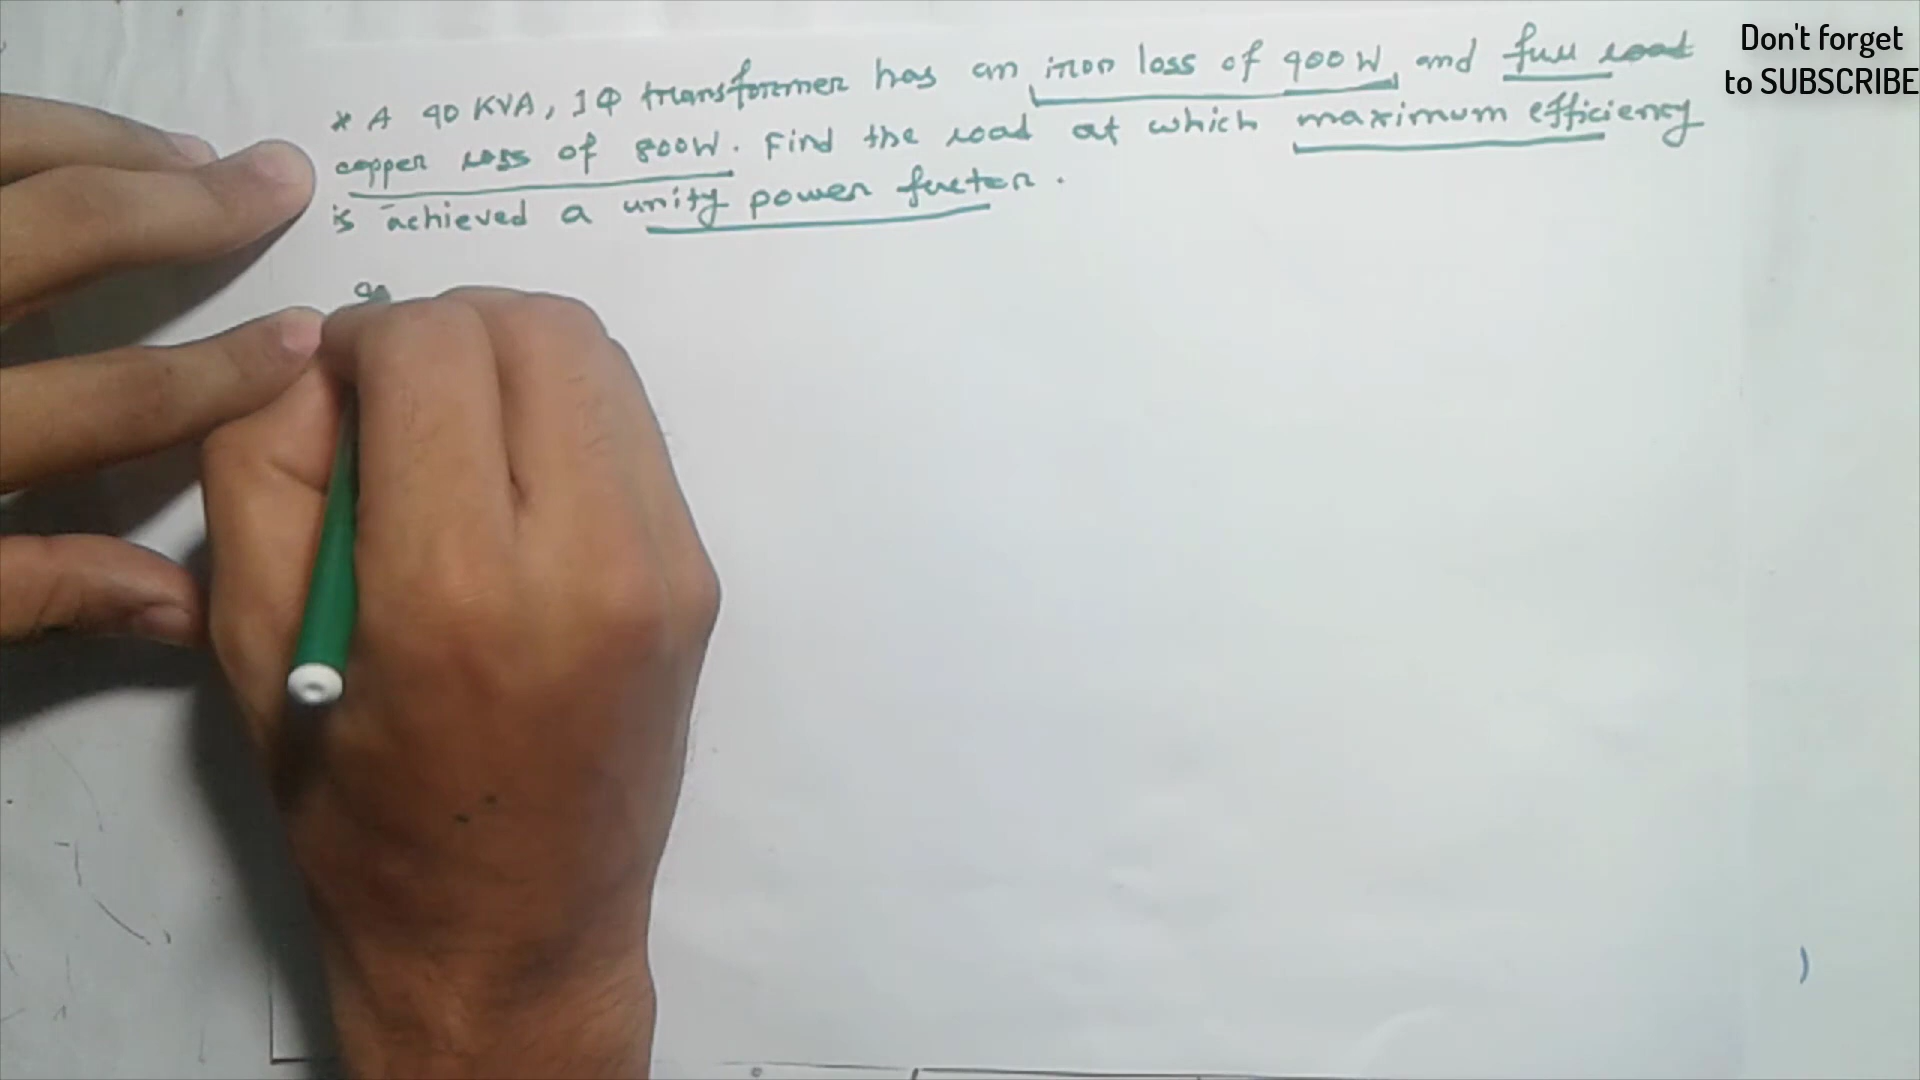 * A 40 KVA, 1Φ transformer has an iron loss of 400 W and full load
copper loss of 800W. Find the load at which maximum efficiency
is achieved a unity power factor.
Don't forget
to SUBSCRIBE